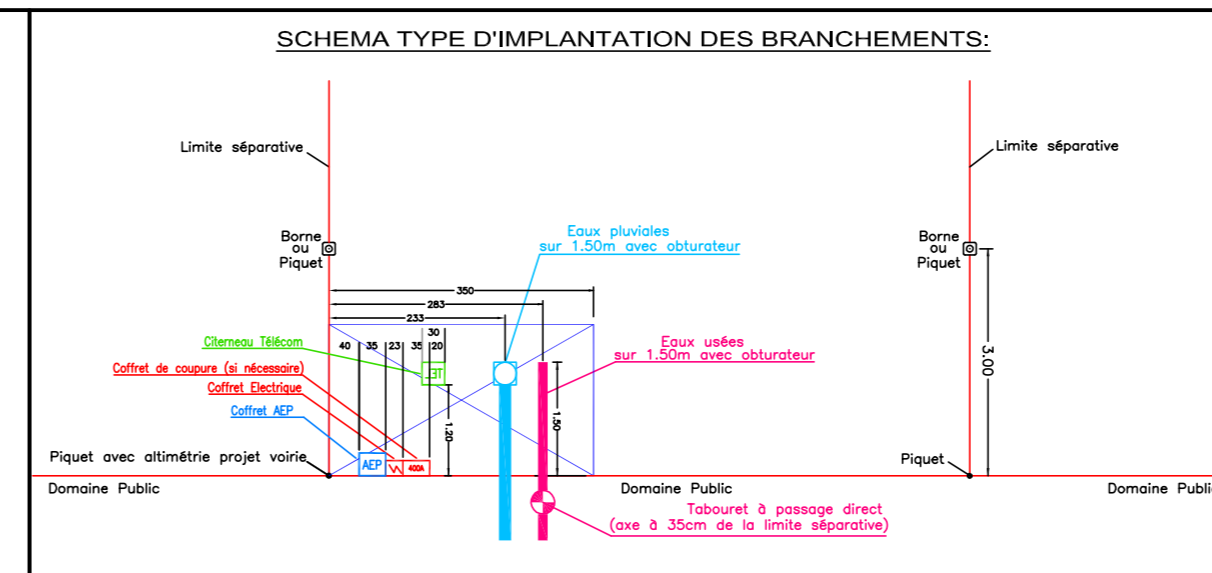 SCHEMA TYPE D'IMPLANTATION DES BRANCHEMENTS:
Limite séparative
Limite séparative
Borne
ou
Piquet
Eaux pluviales
sur 1.50m avec obturateur
Borne
ou
Piquet
350
283
233
30
40
35
23
35
20
Citerneau Télécom
Eaux usées
sur 1.50m avec obturateur
3.00
Coffret de coupure (si nécessaire)
Coffret Electrique
Coffret AEP
1.20
1.50
Piquet avec altimétrie projet voirie
AEP
400A
Piquet
Domaine Public
Domaine Public
Domaine Publi
Tabouret à passage direct
(axe à 35cm de la limite séparative)